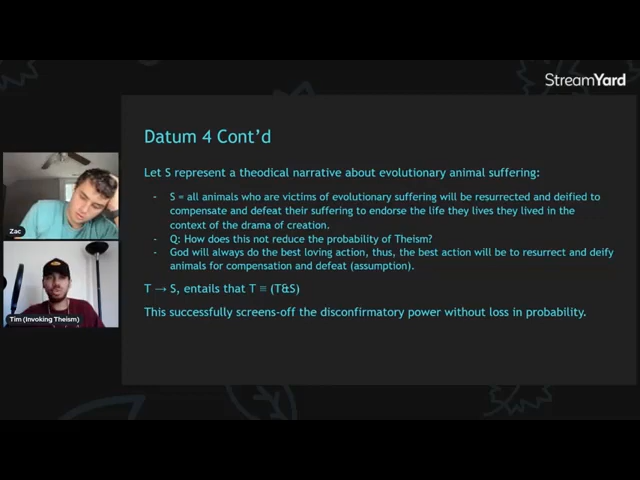 StreamYard
Datum 4 Cont'd
Let S represent a theodical narrative about evolutionary animal suffering:
- S = all animals who are victims of evolutionary suffering will be resurrected and deified to
compensate and defeat their suffering to endorse the life they lives they lived in the
context of the drama of creation.
- Q: How does this not reduce the probability of Theism?
- God will always do the best loving action, thus, the best action will be to resurrect and deify
animals for compensation and defeat (assumption).
T → S, entails that T ≡ (T&S)
This successfully screens-off the disconfirmatory power without loss in probability.
Zac
Tim (Invoking Theism)